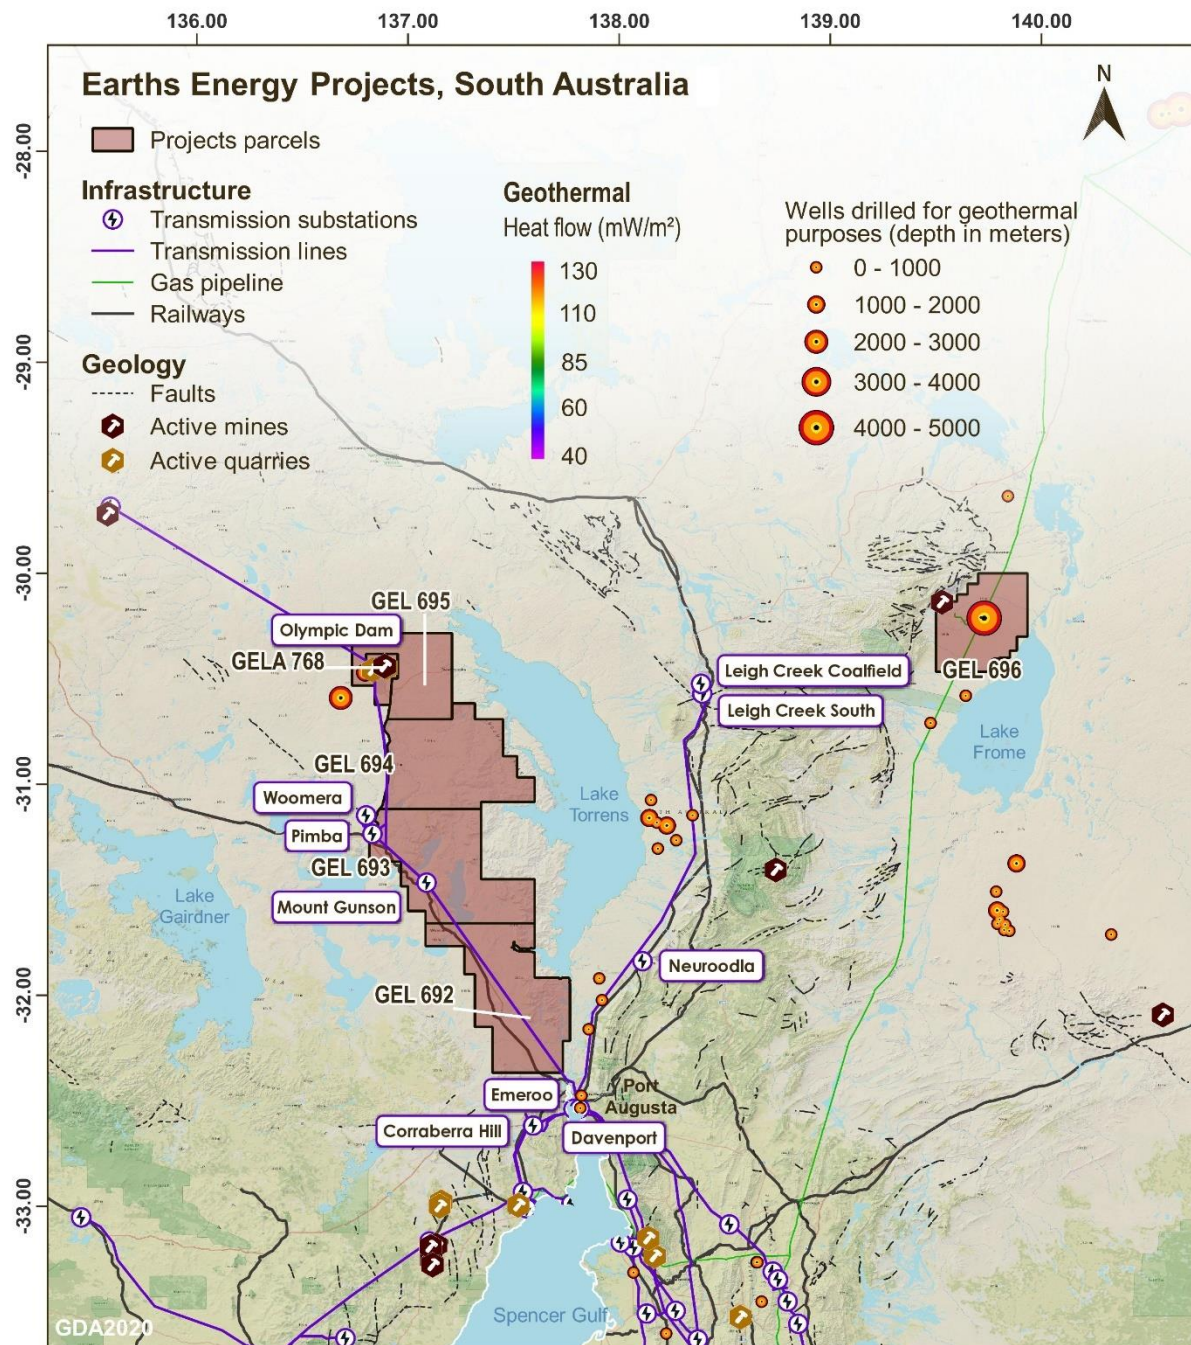 136.00 137.00 138.00 139.00 140.00
Earths Energy Projects, South Australia
N
Projects parcels
-28.00
Infrastructure
Transmission substations
Transmission lines
Gas pipeline
Railways
Geothermal
Heat flow (mW/m²)
130
110
85
60
40
Wells drilled for geothermal
purposes (depth in meters)
0 - 1000
1000 - 2000
2000 - 3000
3000 - 4000
4000 - 5000
-29.00
Geology
Faults
Active mines
Active quarries
-30.00
GEL 695
Olympic Dam
GELA 768
Leigh Creek Coalfield
GEL 696
Leigh Creek South
Lake
Frome
GEL 694
-31.00
Woomera
Lake
Torrens
Pimba
GEL 693
Lake
Gairdner
Mount Gunson
Neuroodla
-32.00
GEL 692
Emeroo
Port
Augusta
Corraberra Hill
Davenport
-33.00
Spencer Gulf
GDA2020